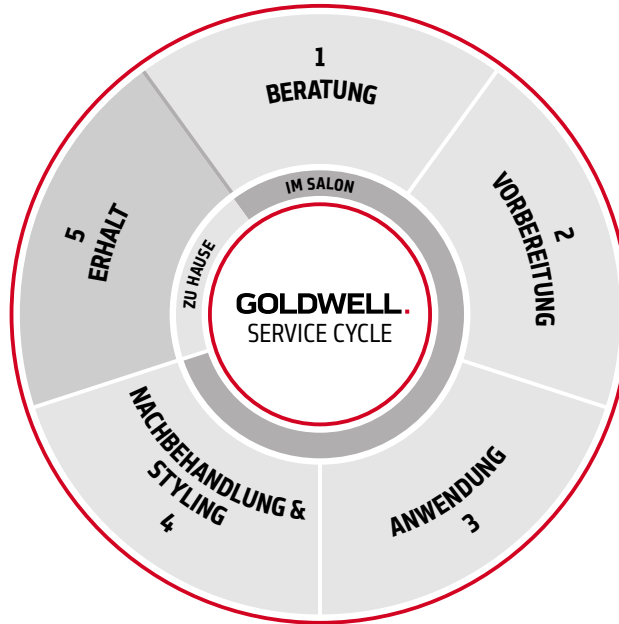 1
BERATUNG
2
VORBEREITUNG
ANWENDUNG
3
NACHBEHANDLUNG &
STYLING
4
5
ERHALT
IM SALON
ZU HAUSE
GOLDWELL.
SERVICE CYCLE